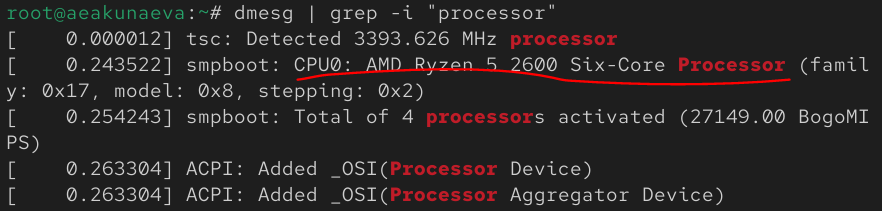 root@aeakunaeva:~# dmesg | grep -i "processor"
[    0.000012] tsc: Detected 3393.626 MHz processor
[    0.243522] smpboot: CPU0: AMD Ryzen 5 2600 Six-Core Processor (famil
y: 0x17, model: 0x8, stepping: 0x2)
[    0.254243] smpboot: Total of 4 processors activated (27149.00 BogoMI
PS)
[    0.263304] ACPI: Added _OSI(Processor Device)
[    0.263304] ACPI: Added _OSI(Processor Aggregator Device)